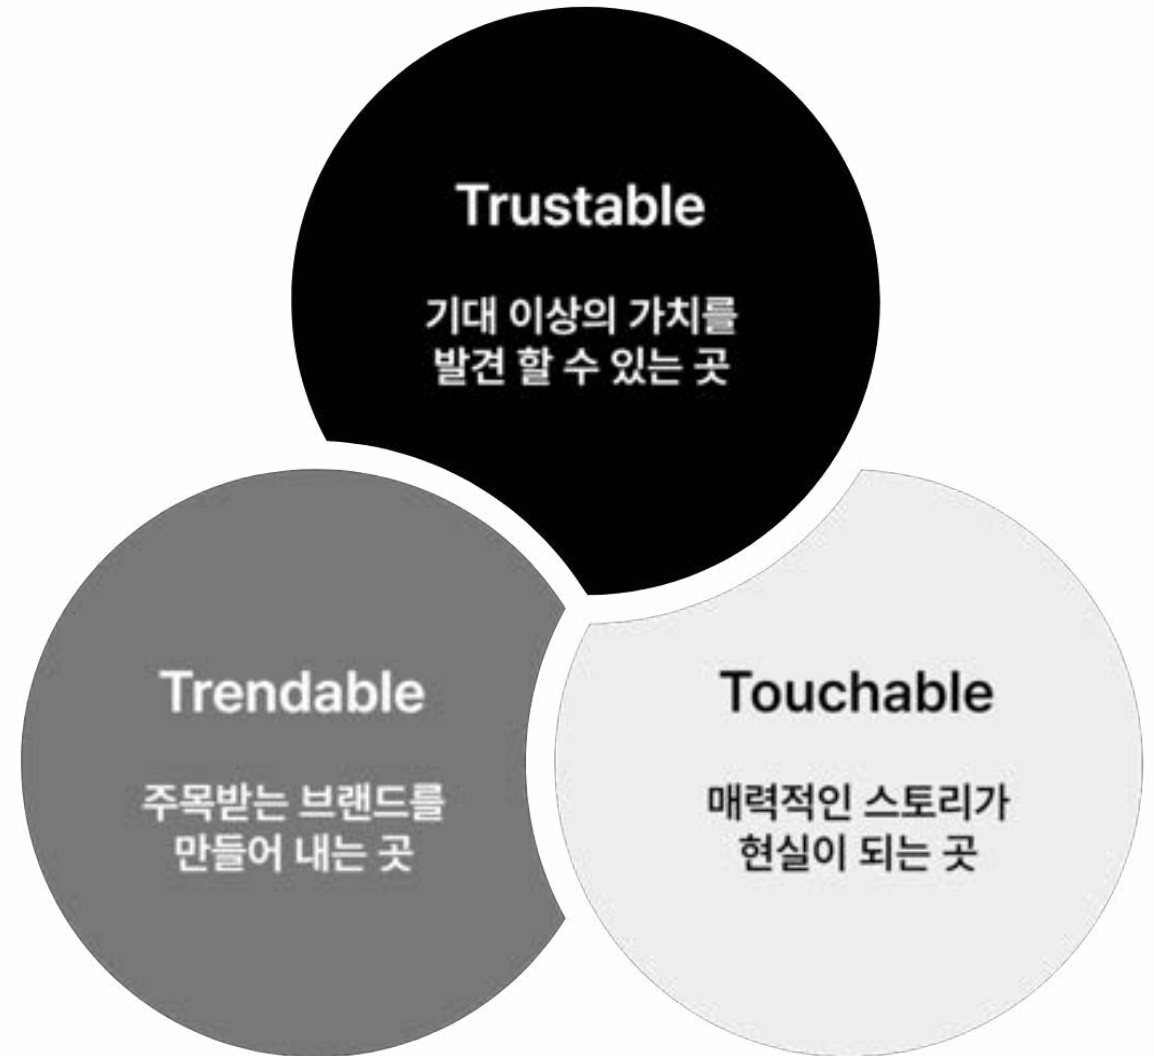 Trustable
기대 이상의 가치를
발견 할 수 있는 곳
Trendable
주목받는 브랜드를
만들어 내는 곳
Touchable
매력적인 스토리가
현실이 되는 곳